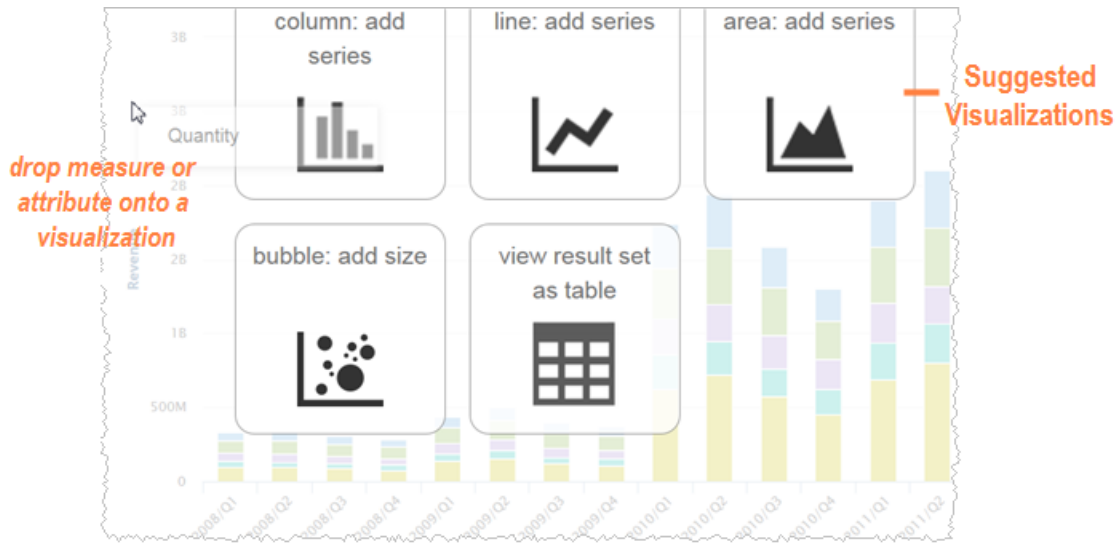 column: add
series
line: add series
area: add series
Suggested
Visualizations
Quantity
drop measure or
attribute onto a
visualization
bubble: add size
view result set
as table
3B
3B
2B
2B
1B
500M
0
2008/Q1
2008/Q2
2008/Q3
2008/Q4
2009/Q1
2009/Q2
2009/Q3
2009/Q4
2010/Q1
2010/Q2
2010/Q3
2010/Q4
2011/Q1
2011/Q2